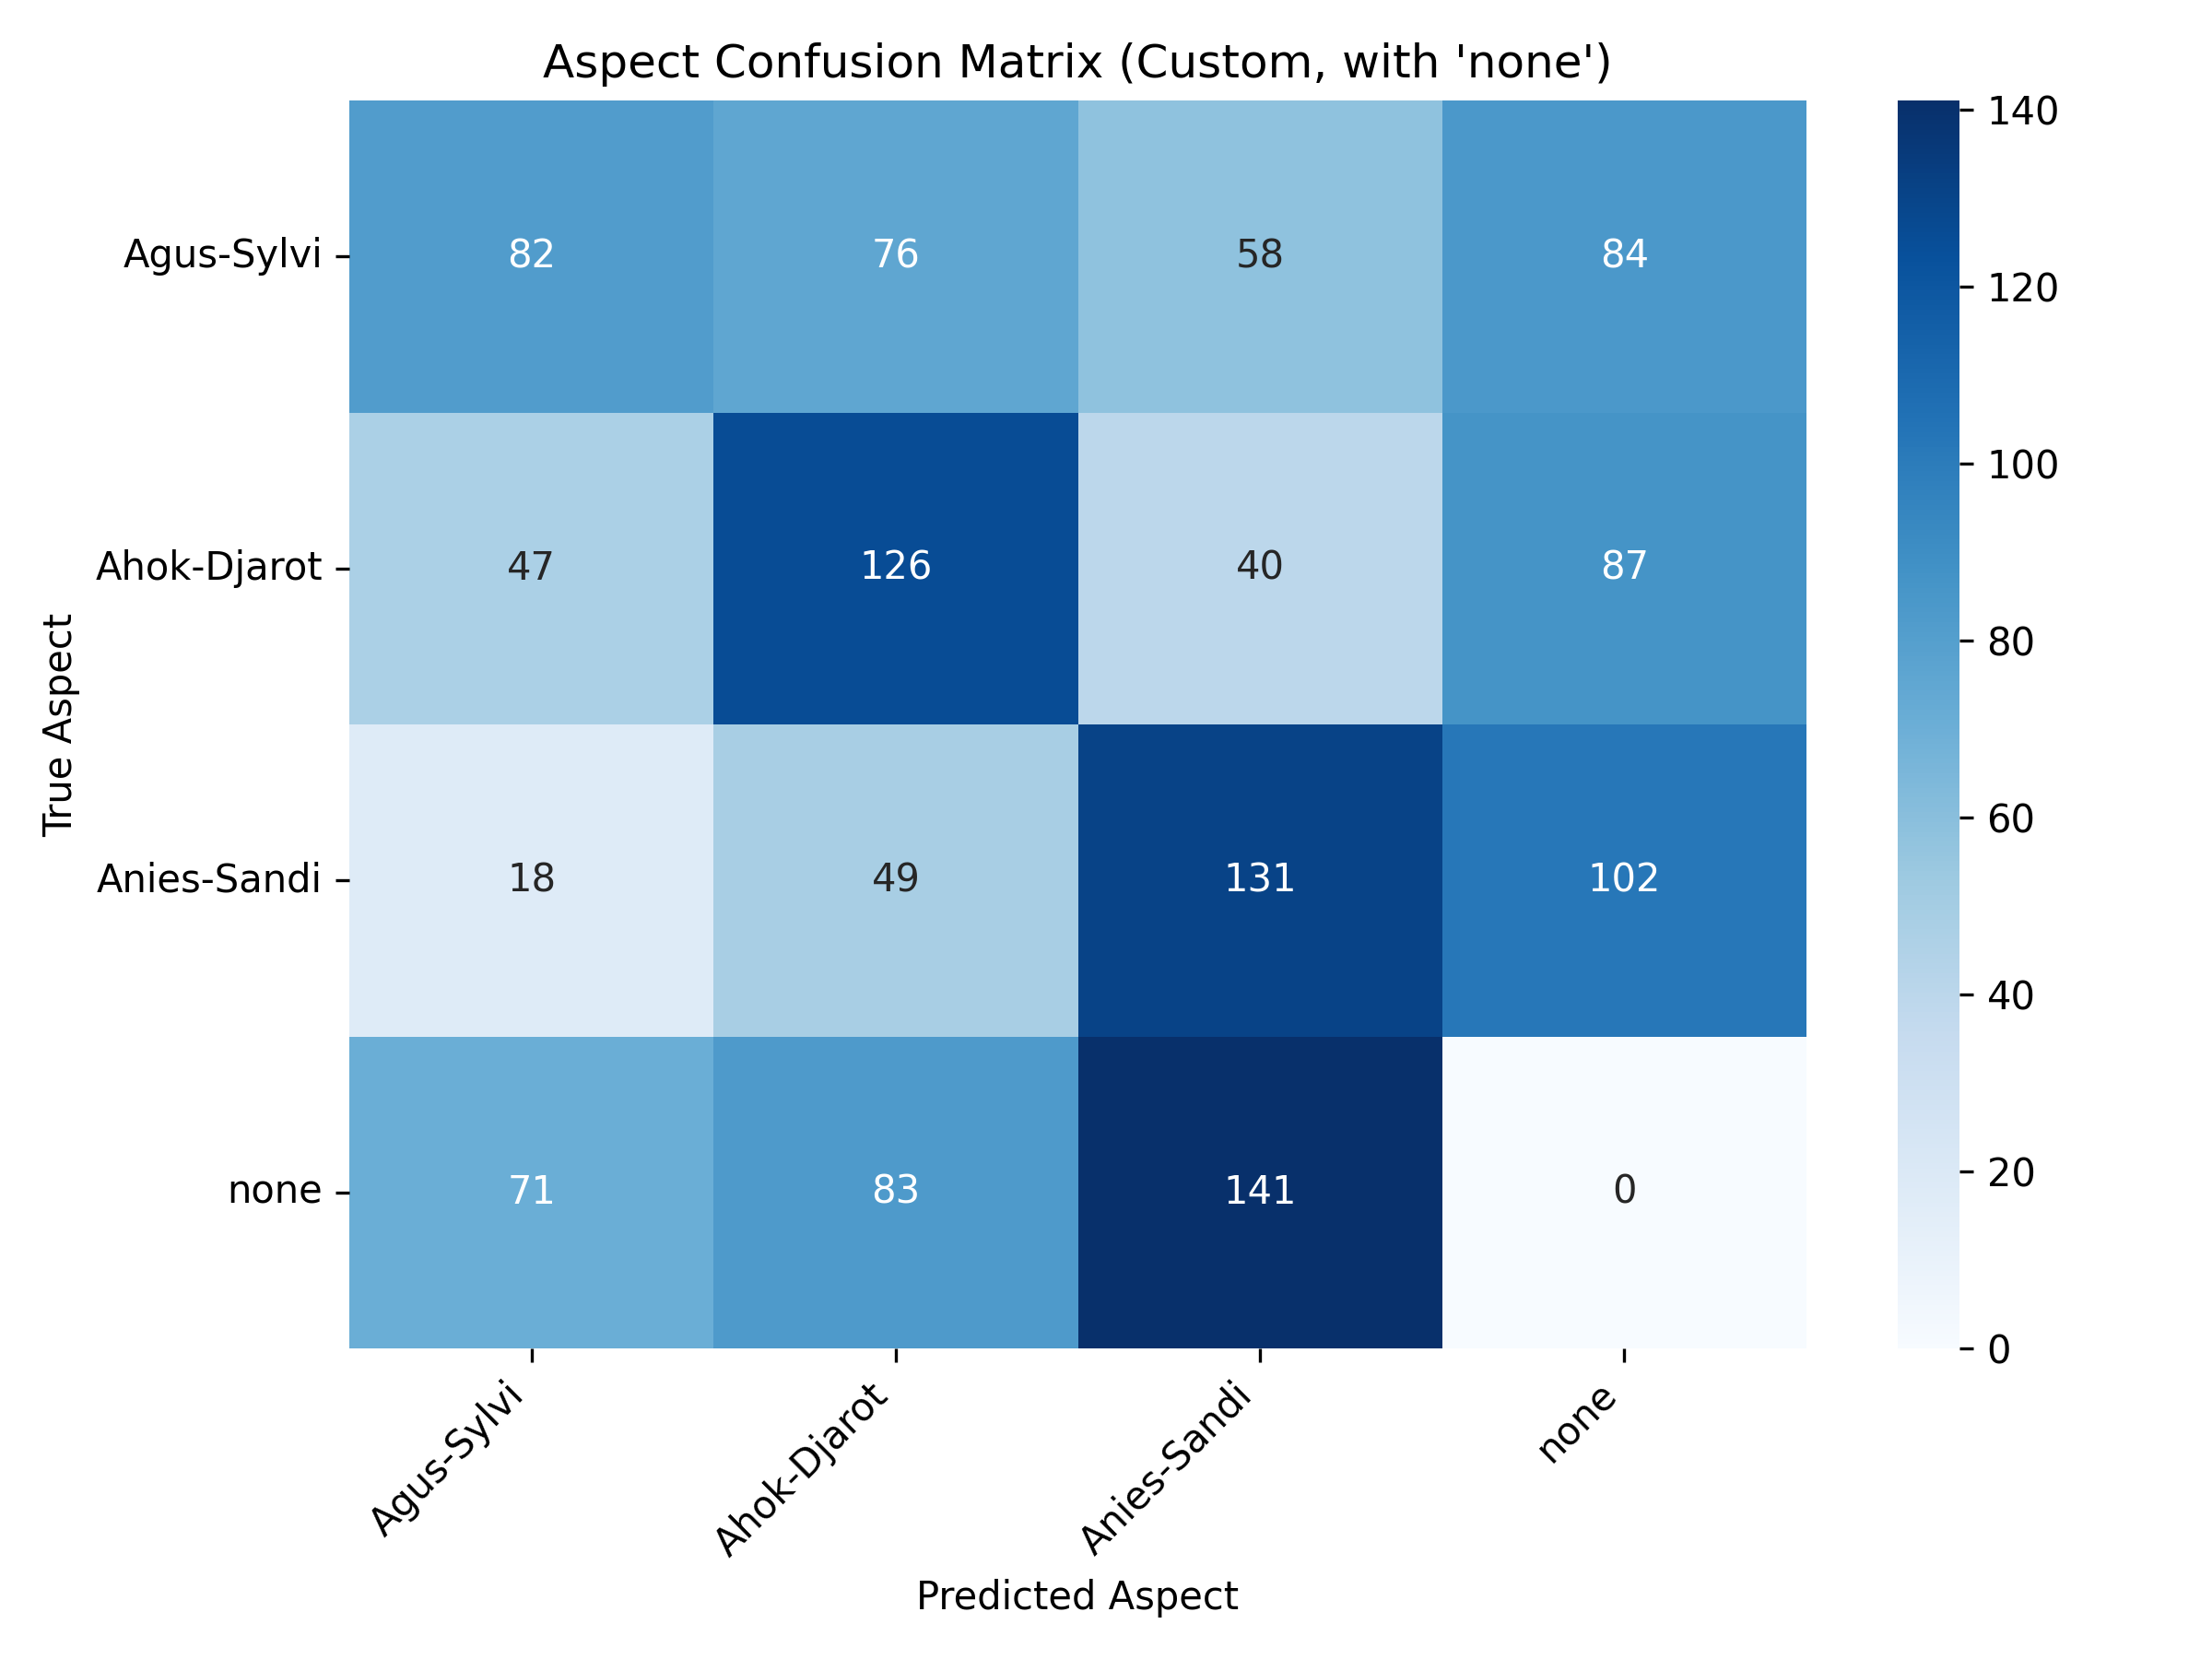 Aspect Confusion Matrix (Custom, with 'none')
True Aspect
Agus-Sylvi 82 76 58 84
Ahok-Djarot 47 126 40 87
Anies-Sandi 18 49 131 102
none 71 83 141 0
Agus-Sylvi Ahok-Djarot Anies-Sandi none
Predicted Aspect
140
120
100
80
60
40
20
0